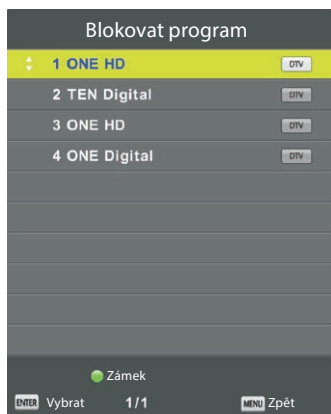 Blokovat program
1 ONE HD DTV
2 TEN Digital DTV
3 ONE HD DTV
4 ONE Digital DTV
Zámek
ENTER Vybrat 1/1 MENU Zpět